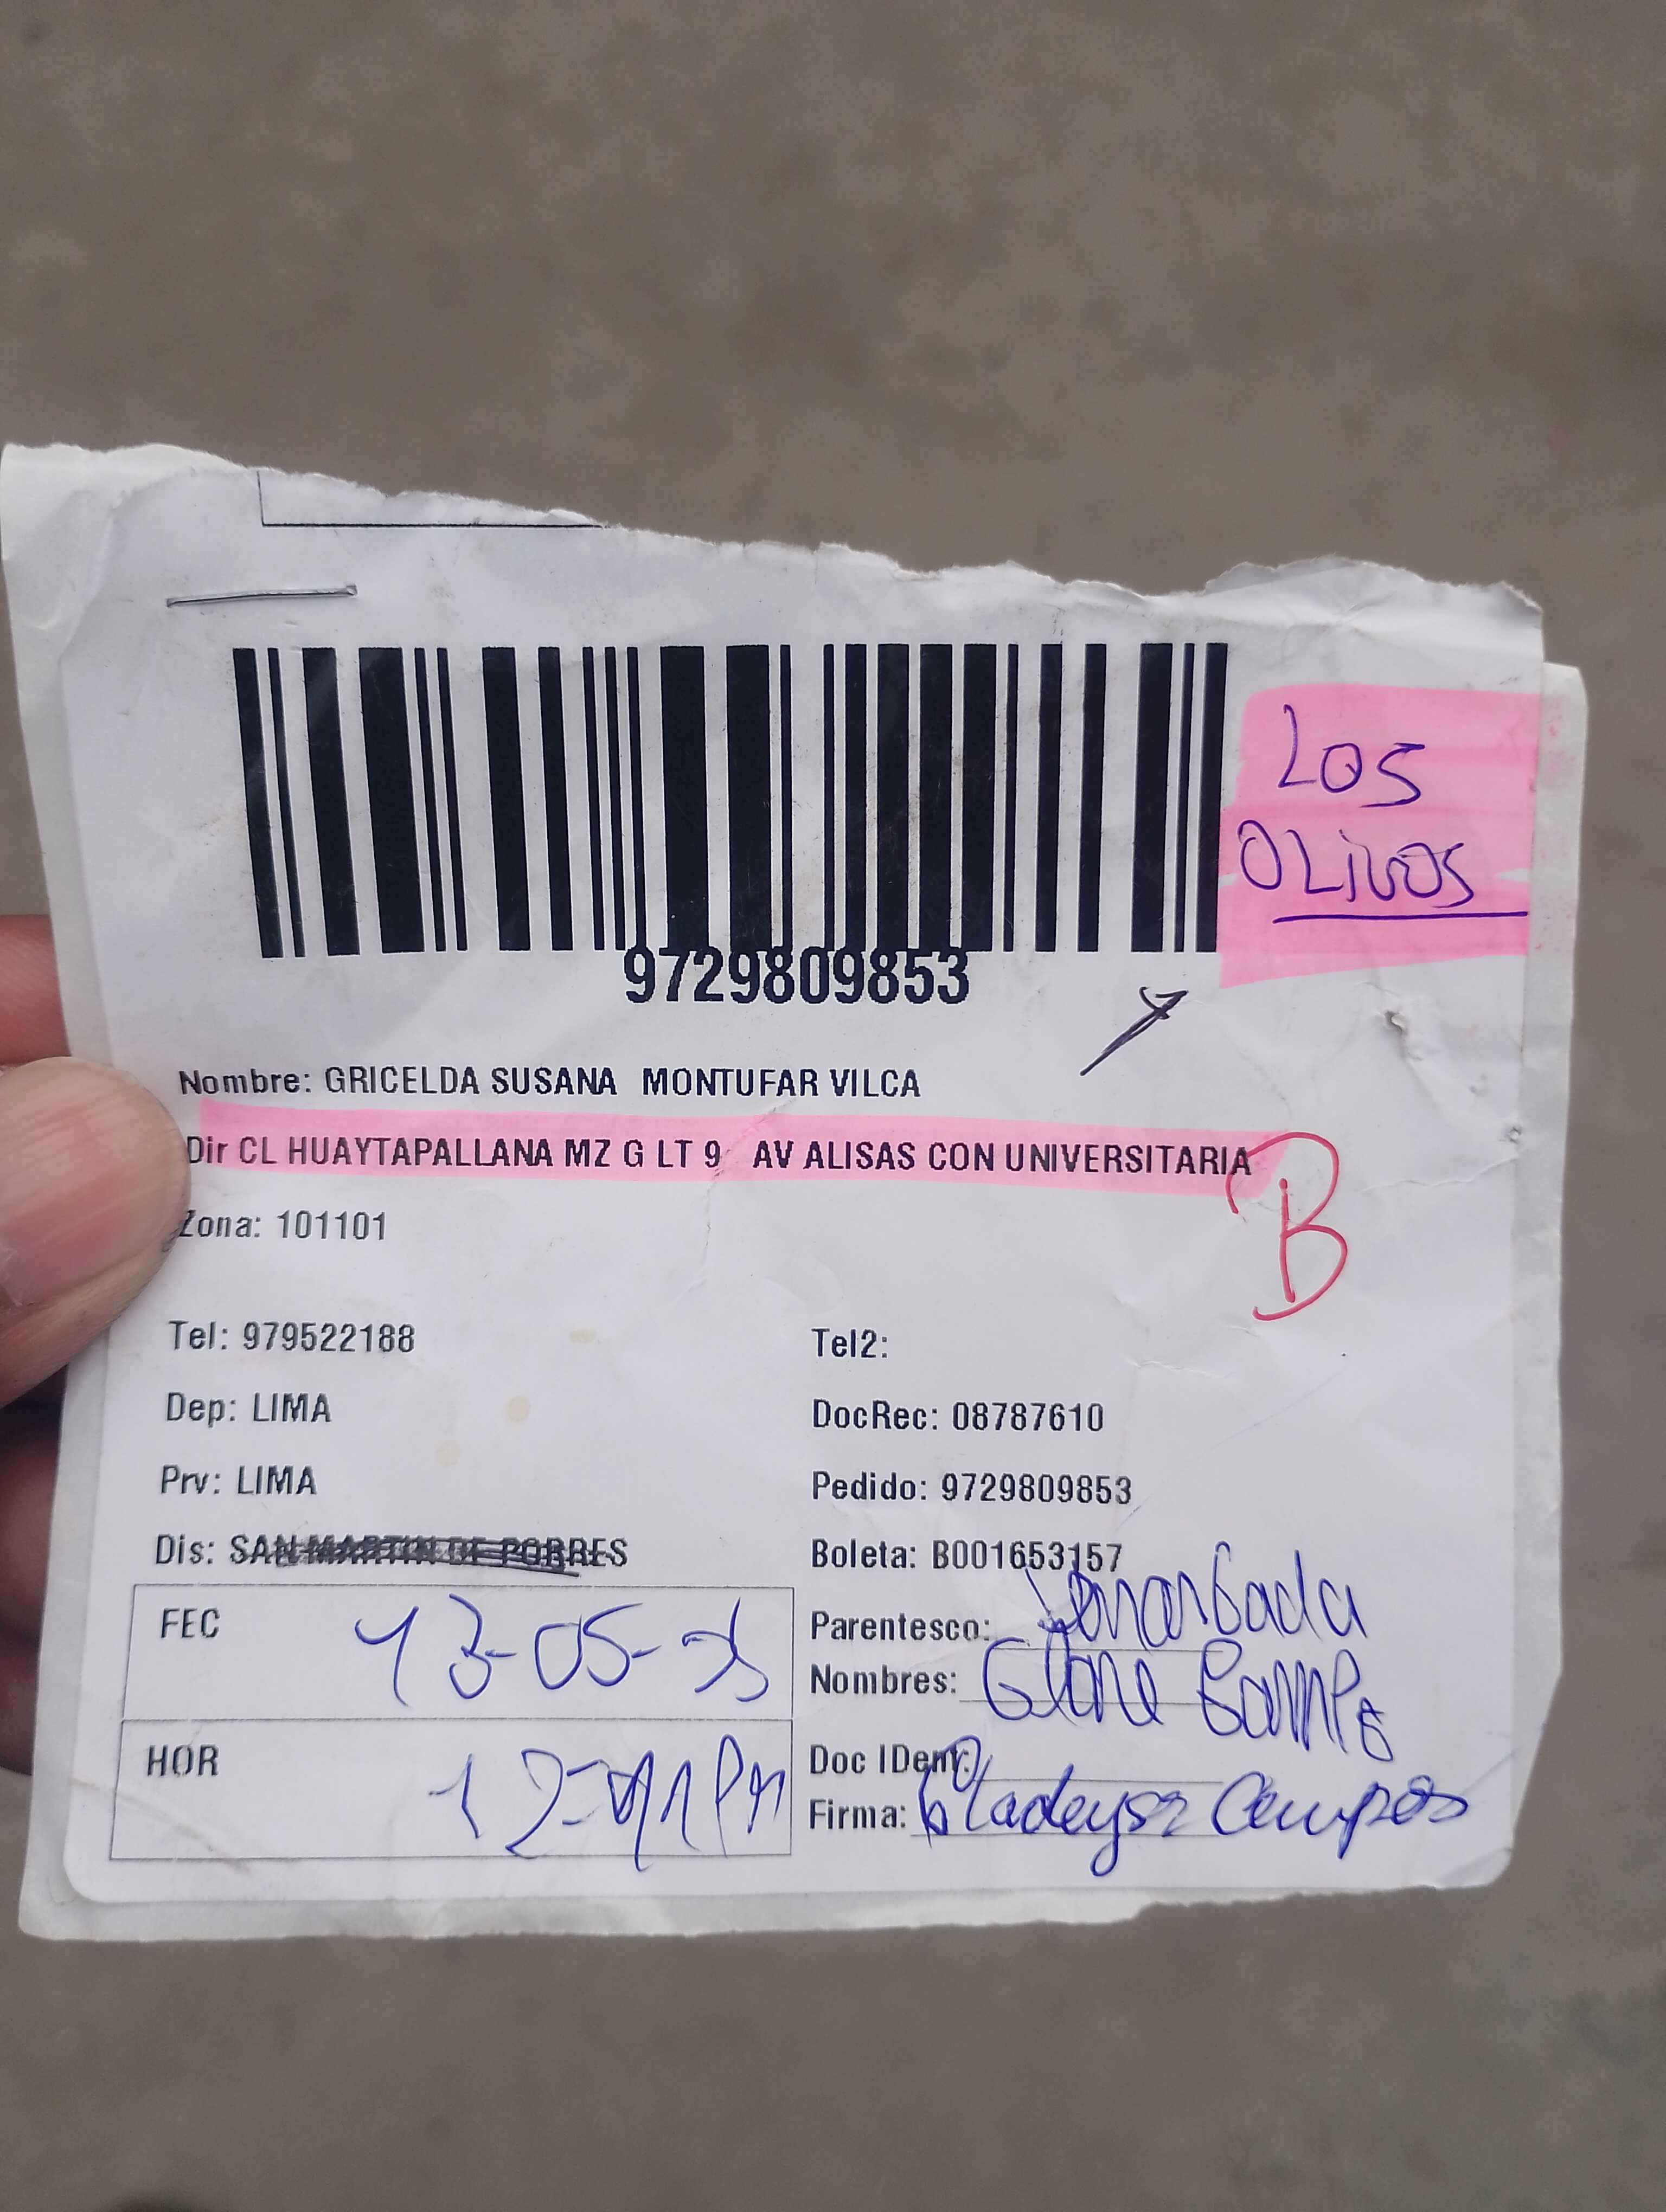 LOS
OLIVOS
9729809853
Nombre: GRICELDA SUSANA MONTUFAR VILCA
Dir CL HUAYTAPALLANA MZ G LT 9 AV ALISAS CON UNIVERSITARIA
B
Zona: 101101
Tel: 979522188
Tel2:
Dep: LIMA
DocRec: 08787610
Prv: LIMA
Pedido: 9729809853
Dis: SAN MARTIN DE PORRES
Boleta: B001653157
FEC 13-05-
Parentesco:
Nombres:
HOR
Doc IDent:
Firma: